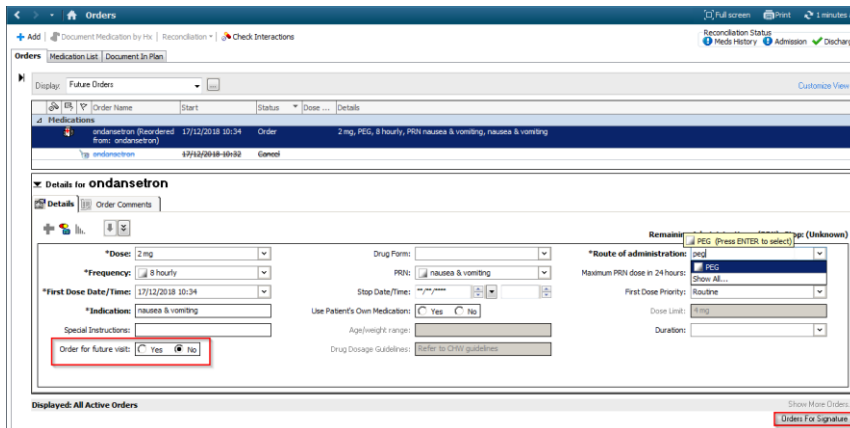 Orders
Full screen Print 1 minutes
Add Document Medication by Hx Reconciliation Check Interactions
Reconciliation Status
Meds History Admission Discharg
Orders Medication List Document In Plan
Display: Future Orders ... Customize View
Order Name Start Status Dose ... Details
Medications
ondansetron (Reordered from: ondansetron) 17/12/2018 10:34 Order 2 mg, PEG, 8 hourly, PRN nausea & vomiting, nausea & vomiting
ondansetron 17/12/2018 10:32 Cancel
Details for ondansetron
Details Order Comments
Remainin
PEG (Press ENTER to select)
op: (Unknown)
*Dose: 2 mg Drug Form: *Route of administration: peg
PEG
Show All...
*Frequency: 8 hourly PRN: nausea & vomiting Maximum PRN dose in 24 hours:
*First Dose Date/Time: 17/12/2018 10:34 Stop Date/Time: **/**/**** First Dose Priority: Routine
*Indication: nausea & vomiting Use Patient's Own Medication: Yes No Dose Limit: 4 mg
Special Instructions: Age/weight range: Duration:
Order for future visit: Yes No Drug Dosage Guidelines: Refer to CHW guidelines
Displayed: All Active Orders Show More Orders
Orders For Signature